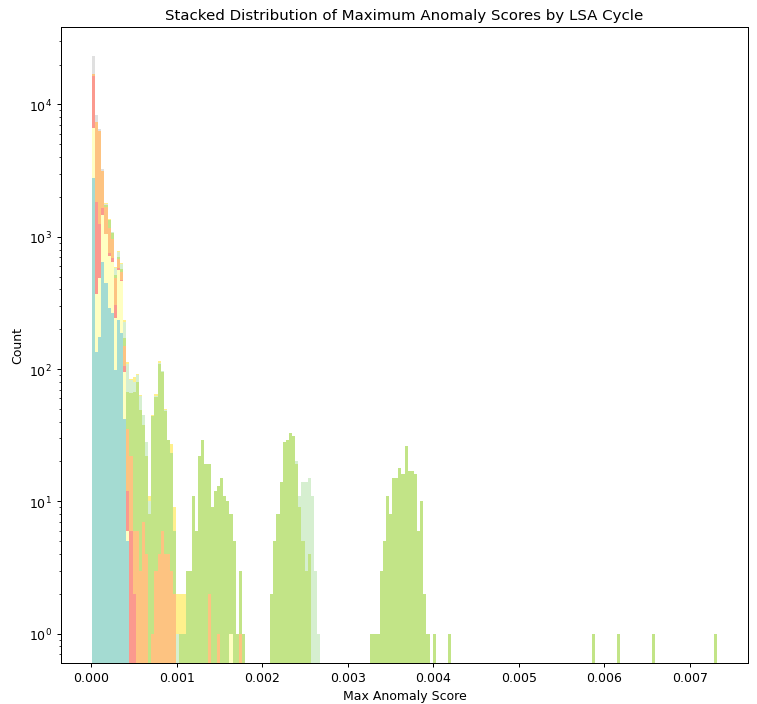 Stacked Distribution of Maximum Anomaly Scores by LSA Cycle
Count
10^4
10^3
10^2
10^1
10^0
0.000 0.001 0.002 0.003 0.004 0.005 0.006 0.007
Max Anomaly Score